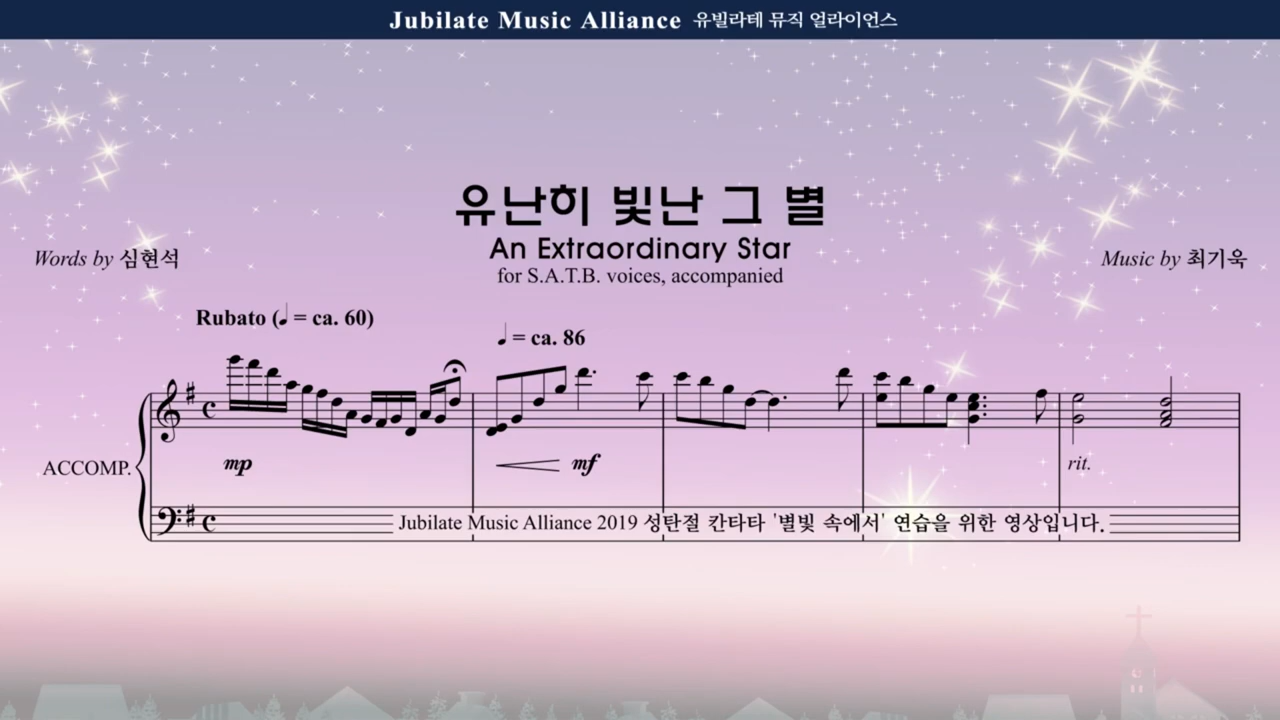 Jubilate Music Alliance 유빌라테 뮤직 얼라이언스
유난히 빛난 그 별
An Extraordinary Star
Words by 심현석
Music by 최기욱
for S.A.T.B. voices, accompanied
Rubato (♩ = ca. 60)
♩ = ca. 86
mp
mf
rit.
ACCOMP.
Jubilate Music Alliance 2019 성탄절 칸타타 '별빛 속에서' 연습을 위한 영상입니다.